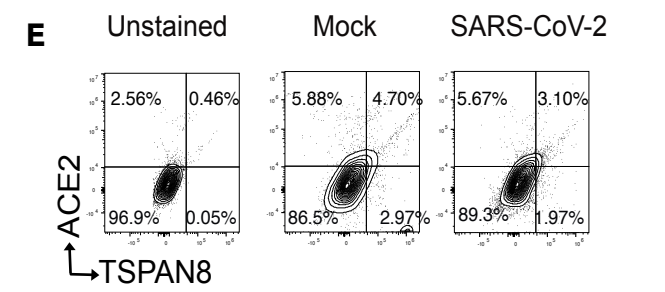 E
Unstained Mock SARS-CoV-2
2.56% 0.46% 5.88% 4.70% 5.67% 3.10%
96.9% 0.05% 86.5% 2.97% 89.3% 1.97%
ACE2
TSPAN8